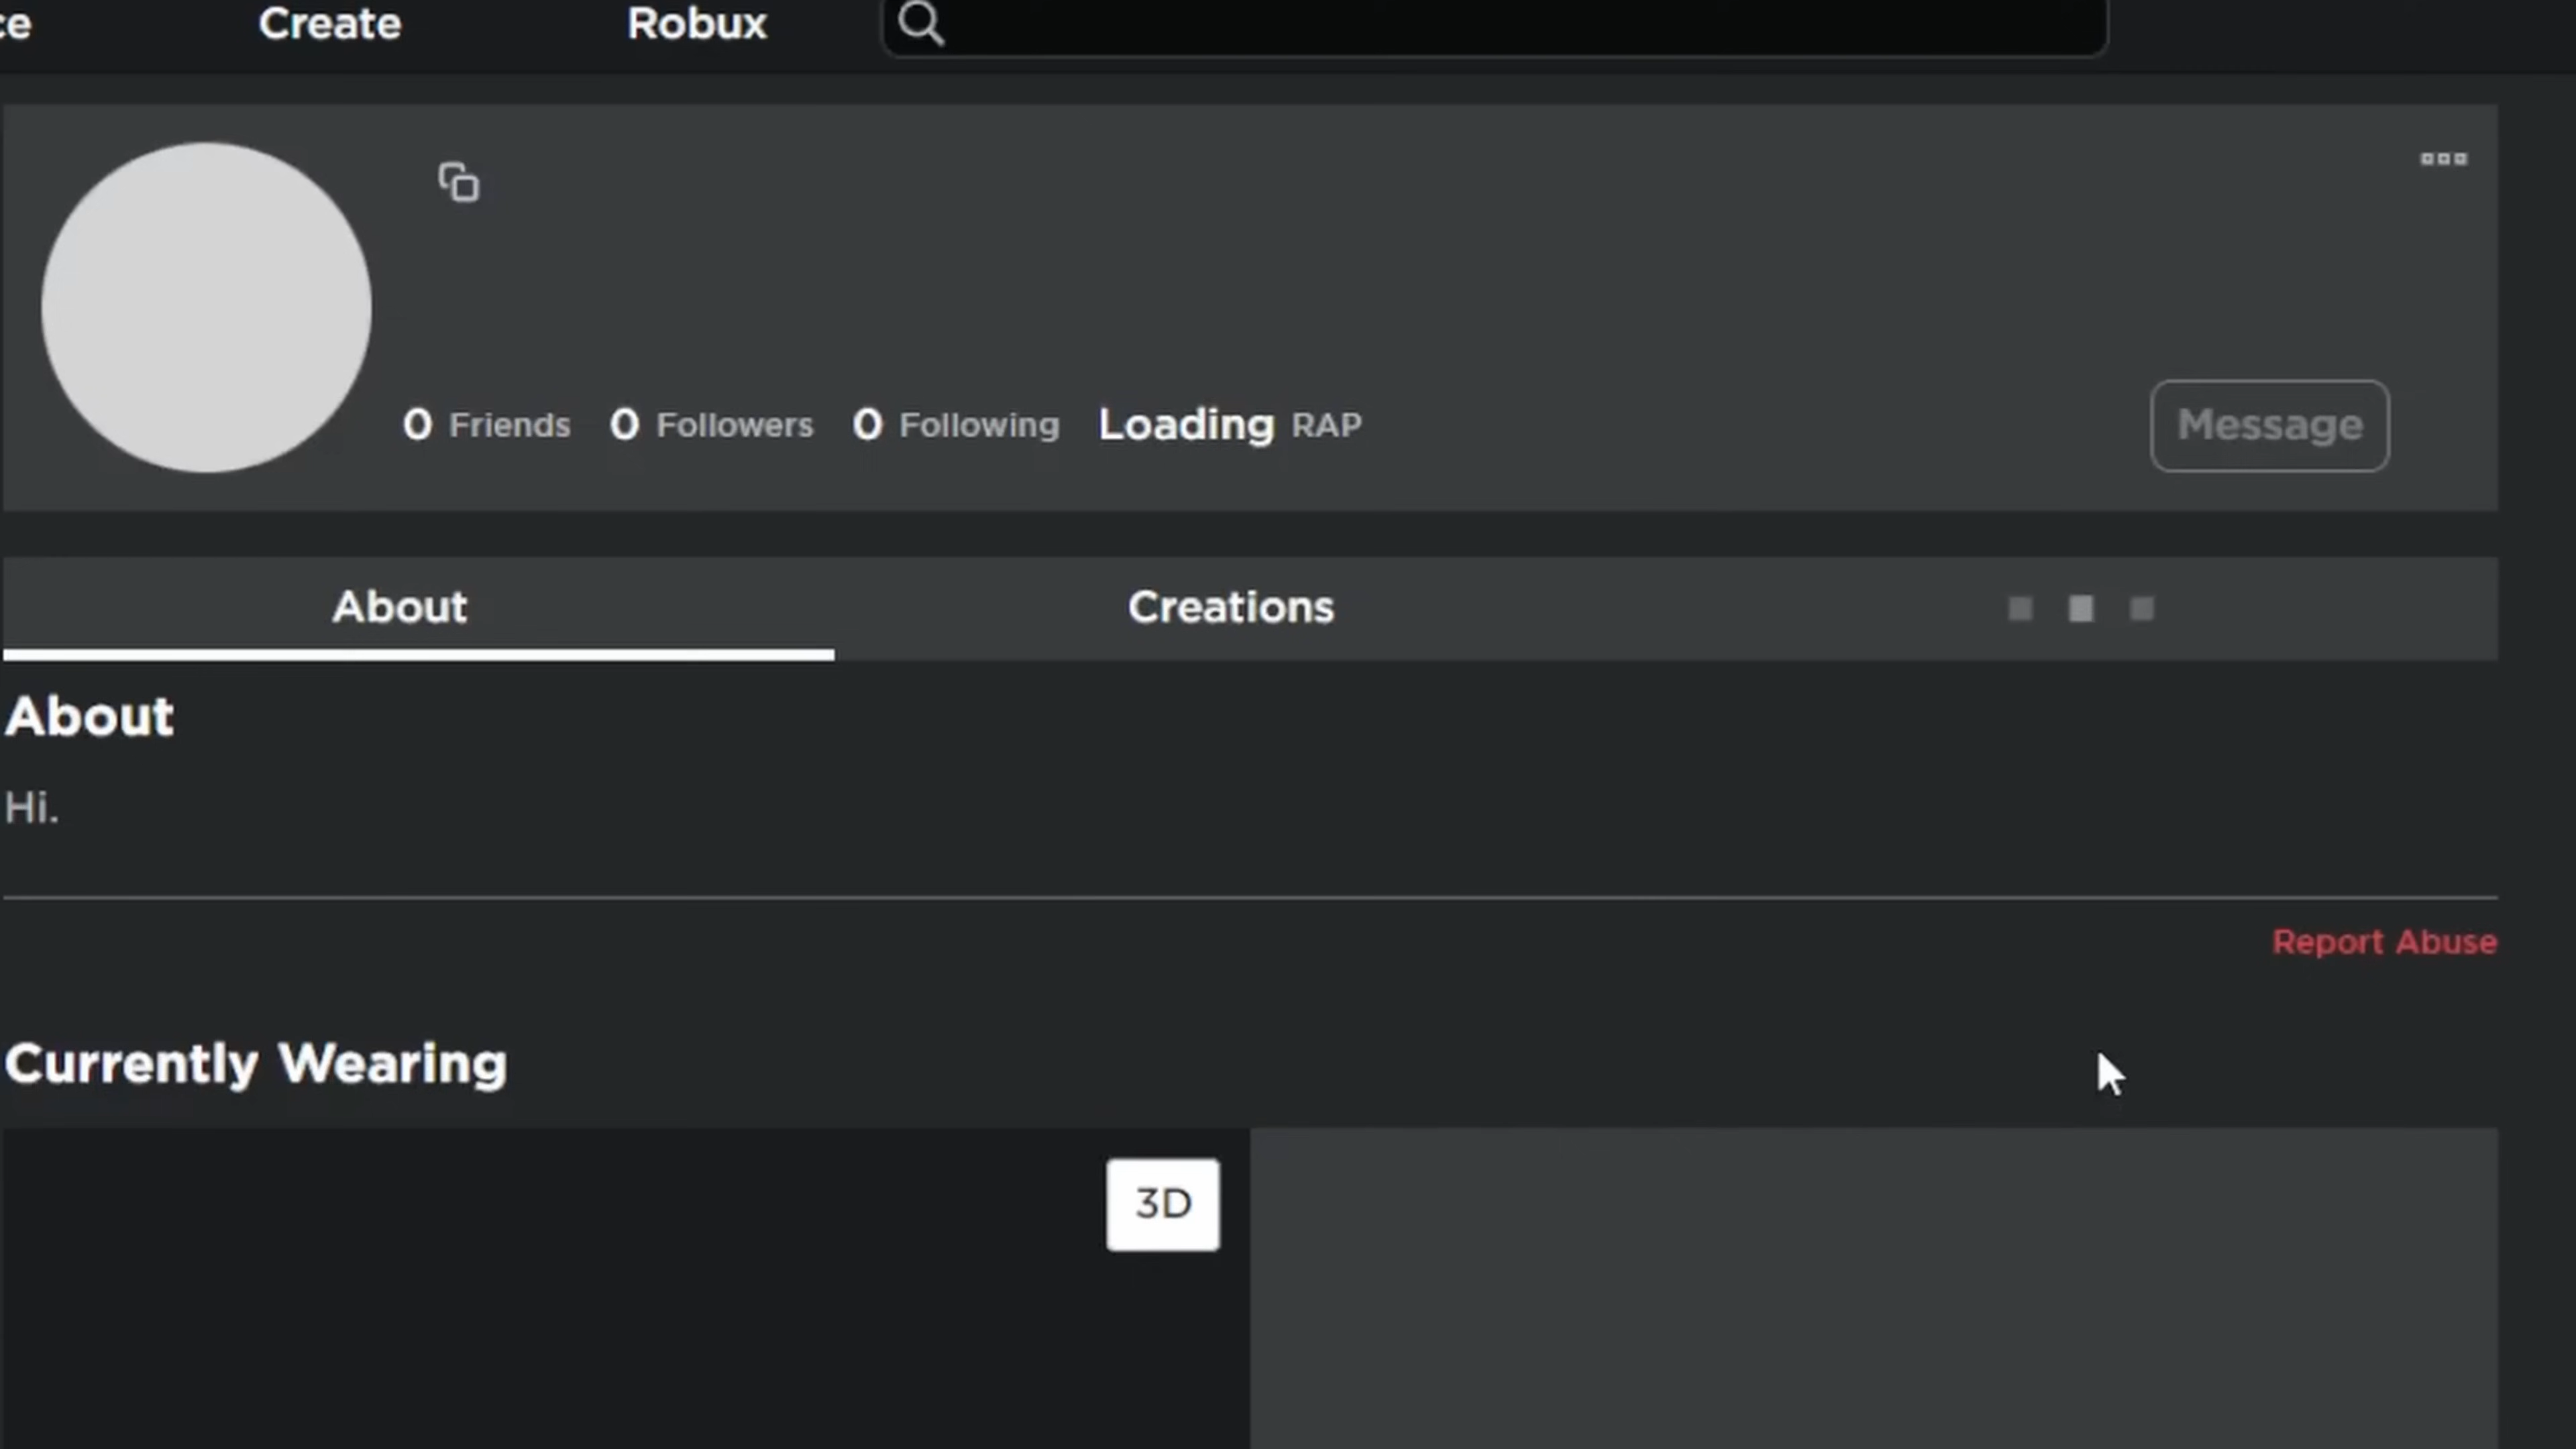 ce Create Robux
0 Friends 0 Followers 0 Following Loading RAP Message
About Creations
About
Hi.
Report Abuse
Currently Wearing
3D